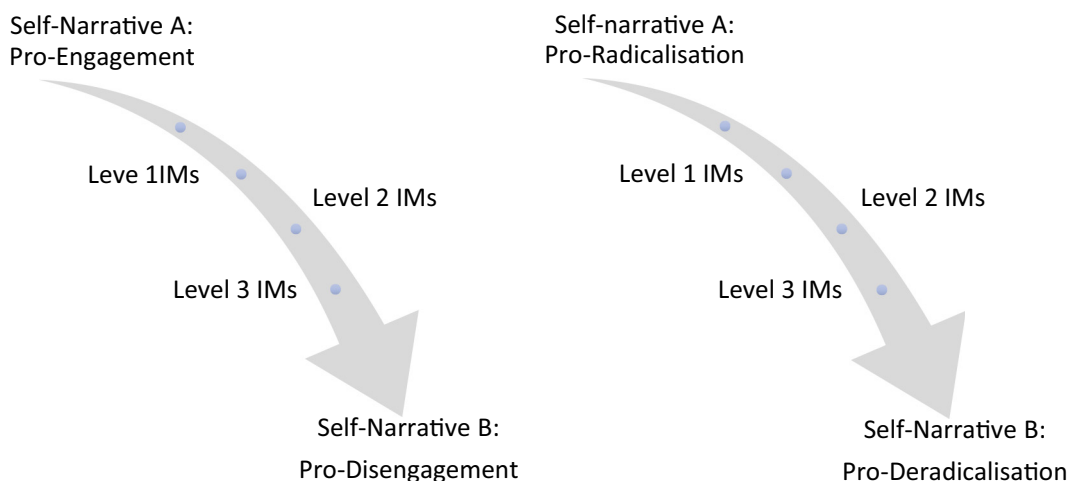 Self-Narrative A:
Pro-Engagement
Leve 1IMs
Level 2 IMs
Level 3 IMs
Self-Narrative B:
Pro-Disengagement
Self-narrative A:
Pro-Radicalisation
Level 1 IMs
Level 2 IMs
Level 3 IMs
Self-Narrative B:
Pro-Deradicalisation